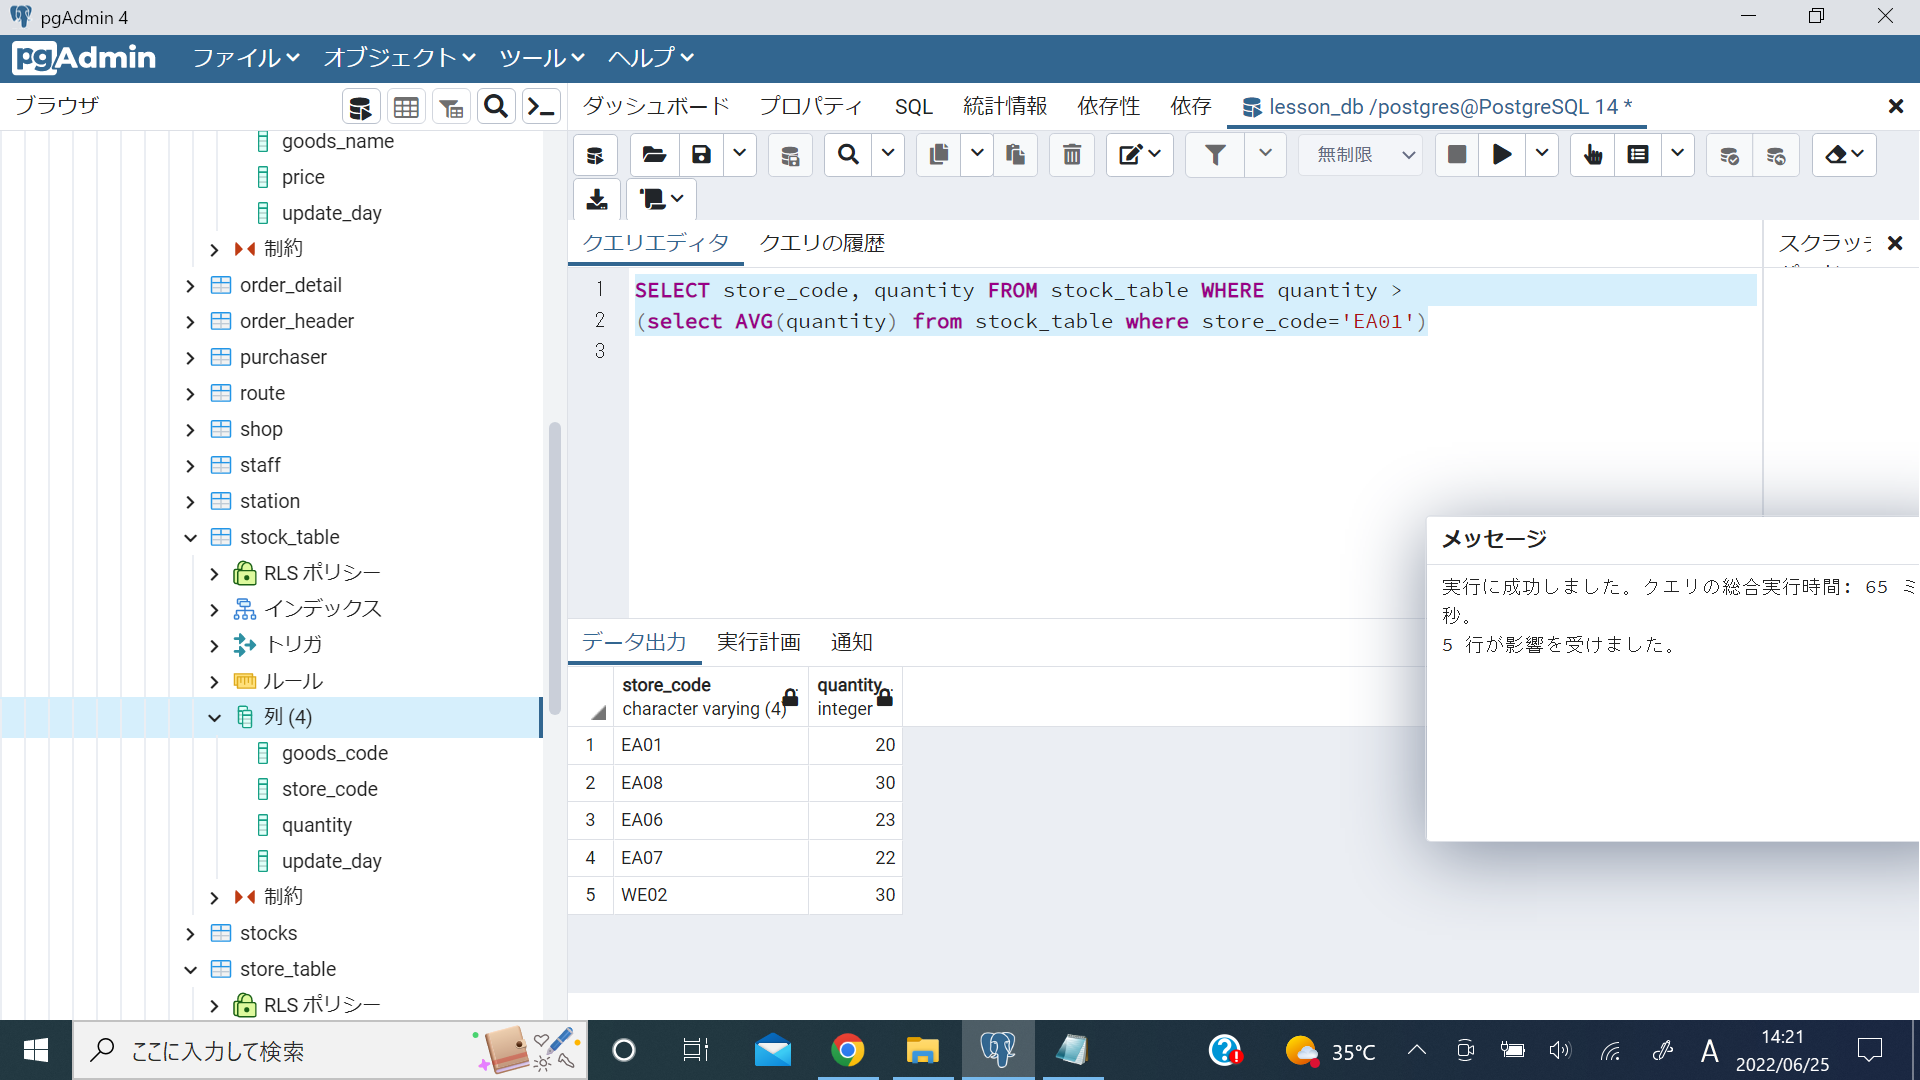 pgAdmin 4
pgAdmin ファイル オブジェクト ツール ヘルプ
ブラウザ
ダッシュボード プロパティ SQL 統計情報 依存性 依存 lesson_db /postgres@PostgreSQL 14 *
goods_name
price
update_day
制約
order_detail
order_header
purchaser
route
shop
staff
station
stock_table
RLS ポリシー
インデックス
トリガ
ルール
列 (4)
goods_code
store_code
quantity
update_day
制約
stocks
store_table
RLS ポリシー
無制限
クエリエディタ クエリの履歴
スクラッチ
1 SELECT store_code, quantity FROM stock_table WHERE quantity >
2 (select AVG(quantity) from stock_table where store_code='EA01')
3
メッセージ
実行に成功しました。クエリの総合実行時間: 65 ミ
秒。
5 行が影響を受けました。
データ出力 実行計画 通知
store_code quantity
character varying (4) integer
1 EA01 20
2 EA08 30
3 EA06 23
4 EA07 22
5 WE02 30
ここに入力して検索
35°C
A
14:21
2022/06/25